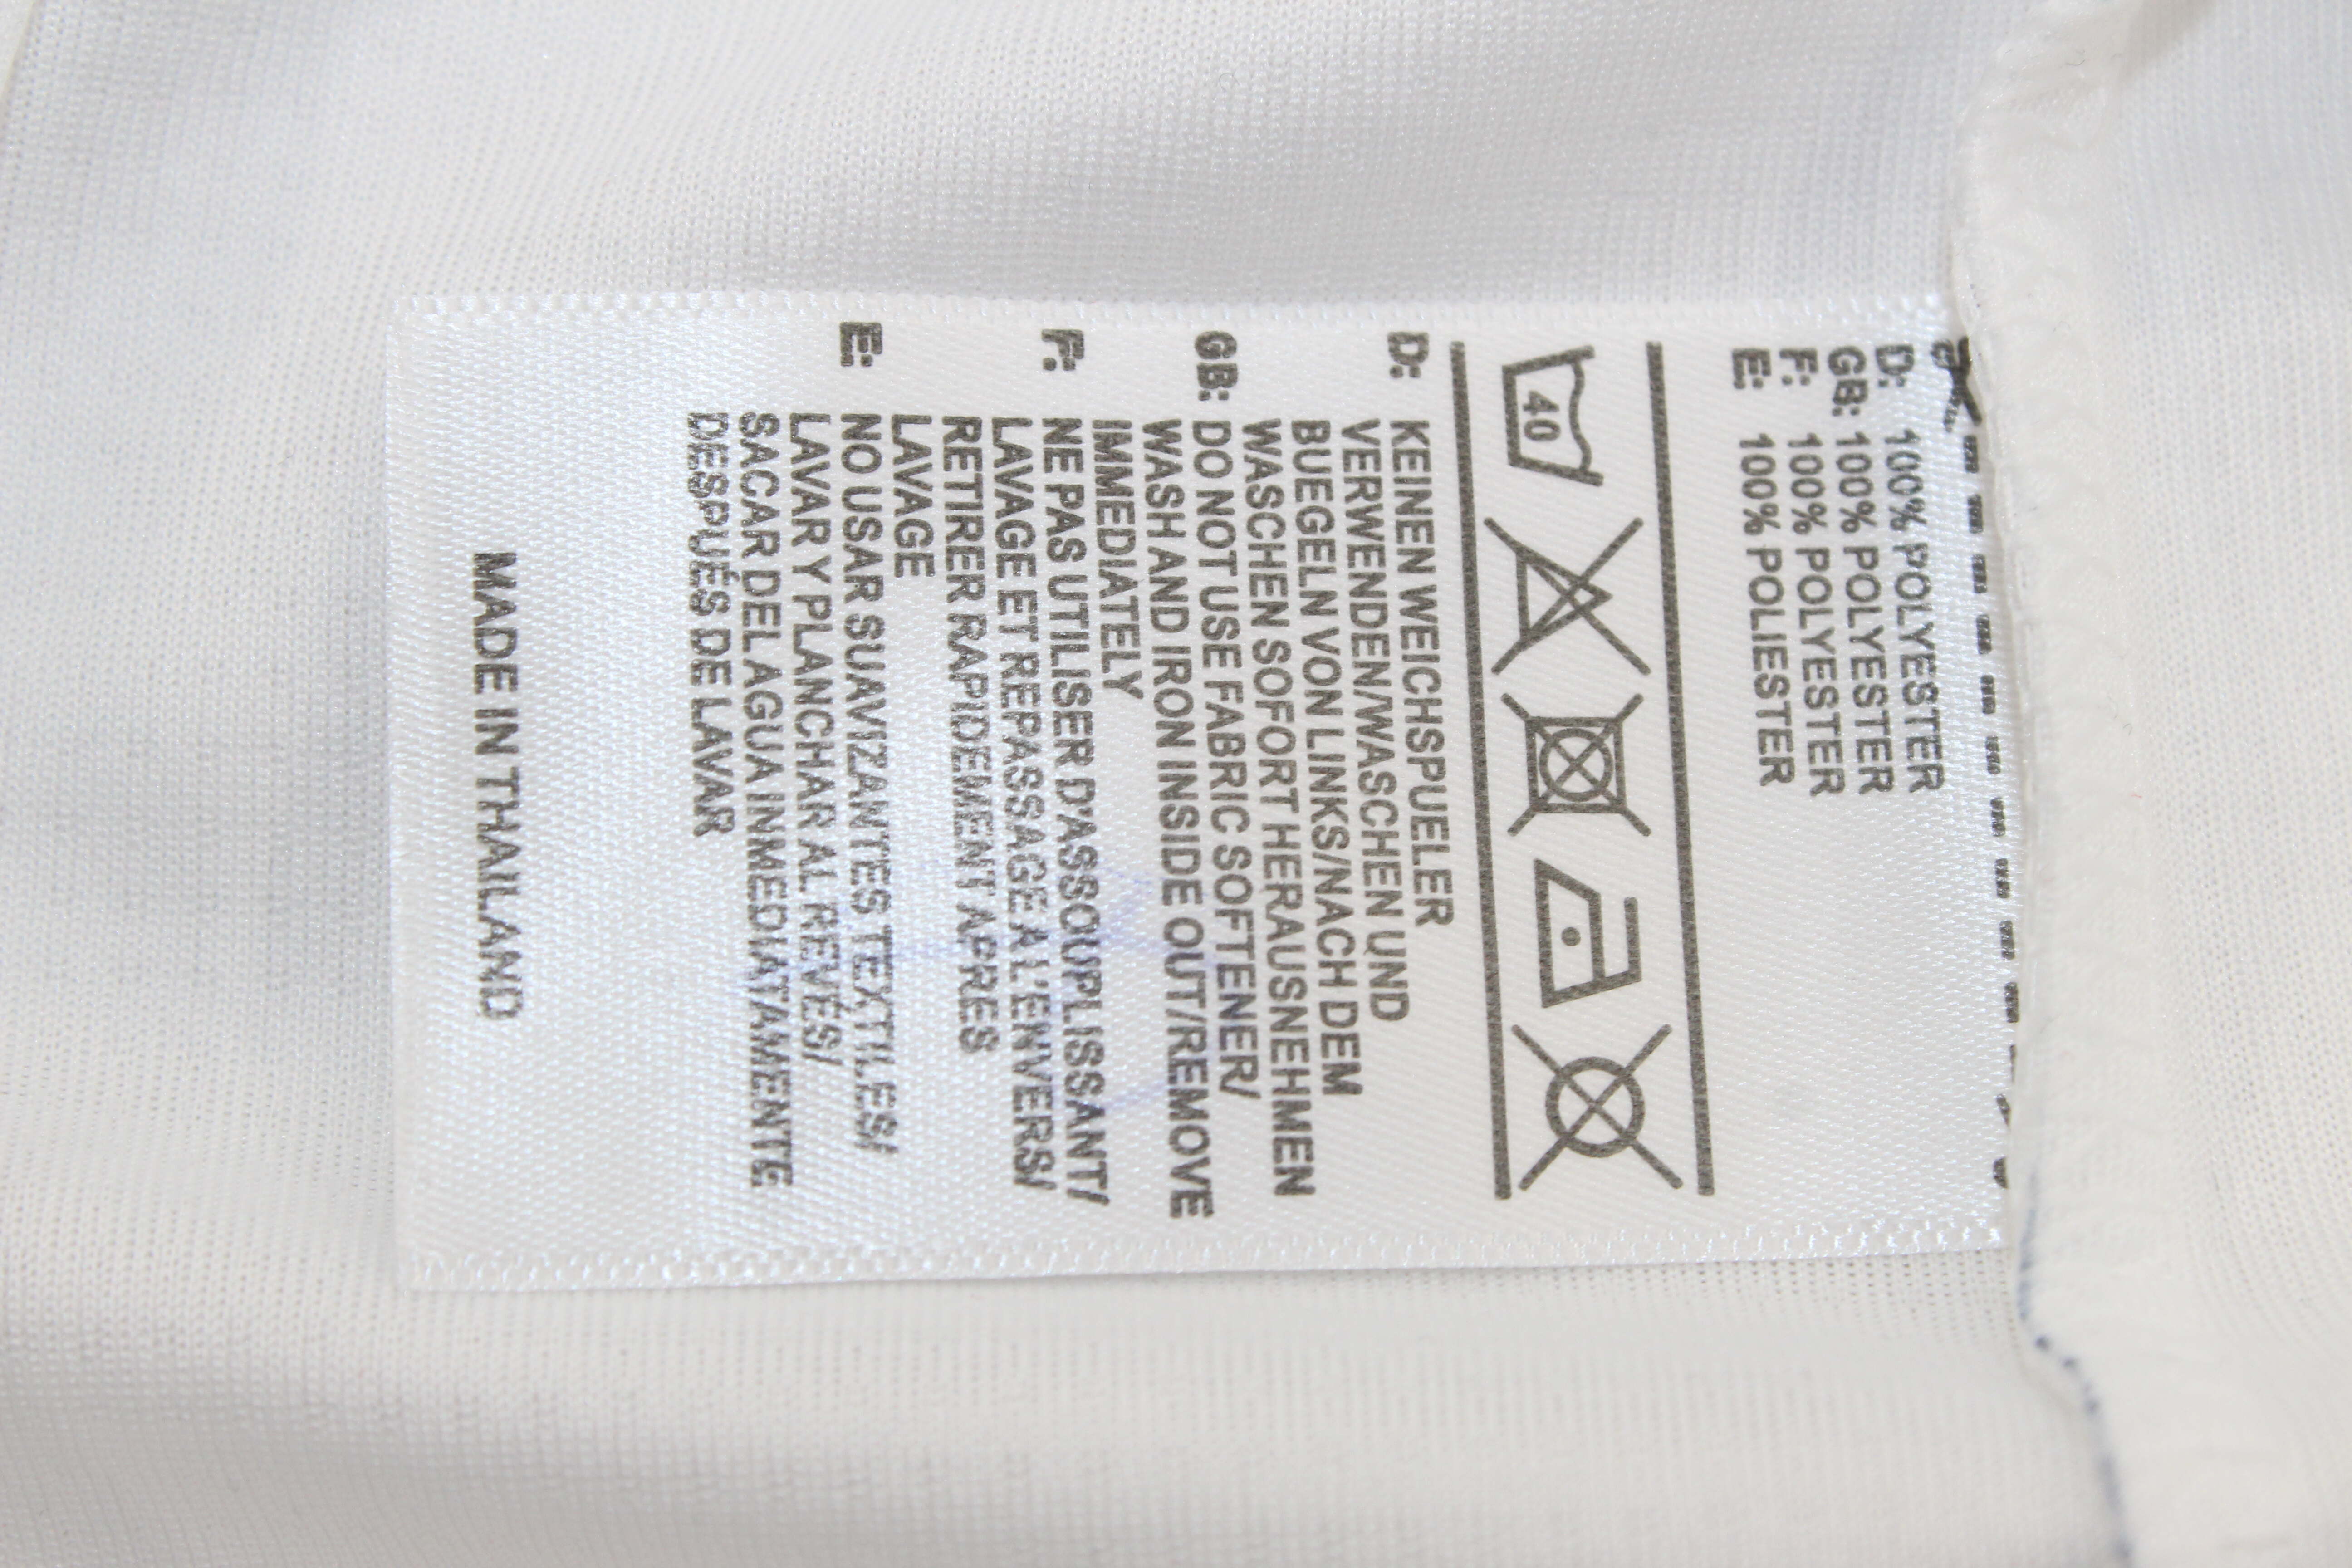 D: 100% POLYESTER
GB: 100% POLYESTER
F: 100% POLYESTER
E: 100% POLIESTER
40
D: KEINEN WEICHSPUELER
VERWENDEN/WASCHEN UND
BUEGELN VON LINKS/NACH DEM
WASCHEN SOFORT HERAUSNEHMEN
GB: DO NOT USE FABRIC SOFTENER/
WASH AND IRON INSIDE OUT/REMOVE
IMMEDIATELY
F: NE PAS UTILISER D'ASSOUPLISSANT/
LAVAGE ET REPASSAGE A L'ENVERS/
RETIRER RAPIDEMENT APRES
LAVAGE
E: NO USAR SUAVIZANTES TEXTILES/
LAVAR Y PLANCHAR AL REVÉS/
SACAR DEL AGUA INMEDIATAMENTE
DESPUÉS DE LAVAR
MADE IN THAILAND